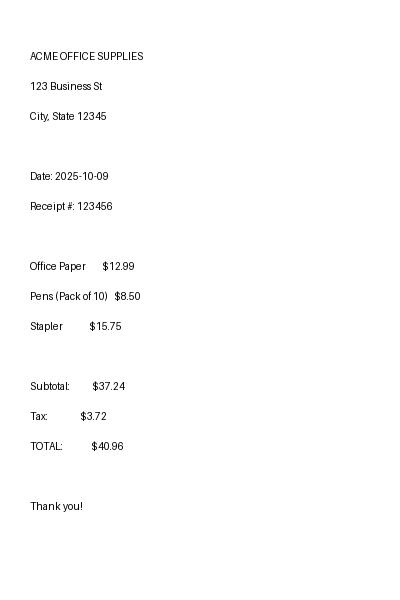 ACME OFFICE SUPPLIES
123 Business St
City, State 12345
Date: 2025-10-09
Receipt #: 123456
Office Paper $12.99
Pens (Pack of 10) $8.50
Stapler $15.75
Subtotal: $37.24
Tax: $3.72
TOTAL: $40.96
Thank you!